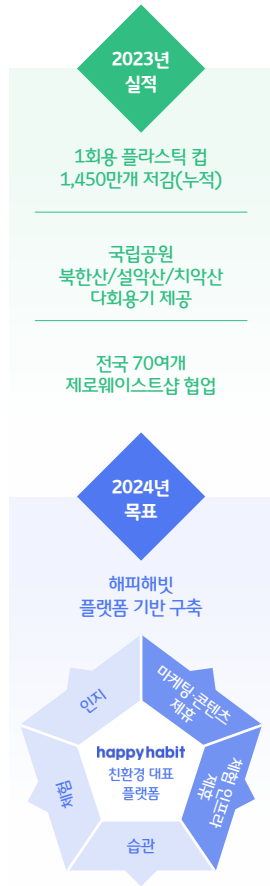 2023년
실적
1회용 플라스틱 컵
1,450만개 저감(누적)
국립공원
북한산/설악산/치악산
다회용기 제공
전국 70여개
제로웨이스트샵 협업
2024년
목표
해피해빗
플랫폼 기반 구축
인지
마케팅·콘텐츠
제휴
happy habit
친환경 대표
플랫폼
체험
체험 인프라
제휴
습관